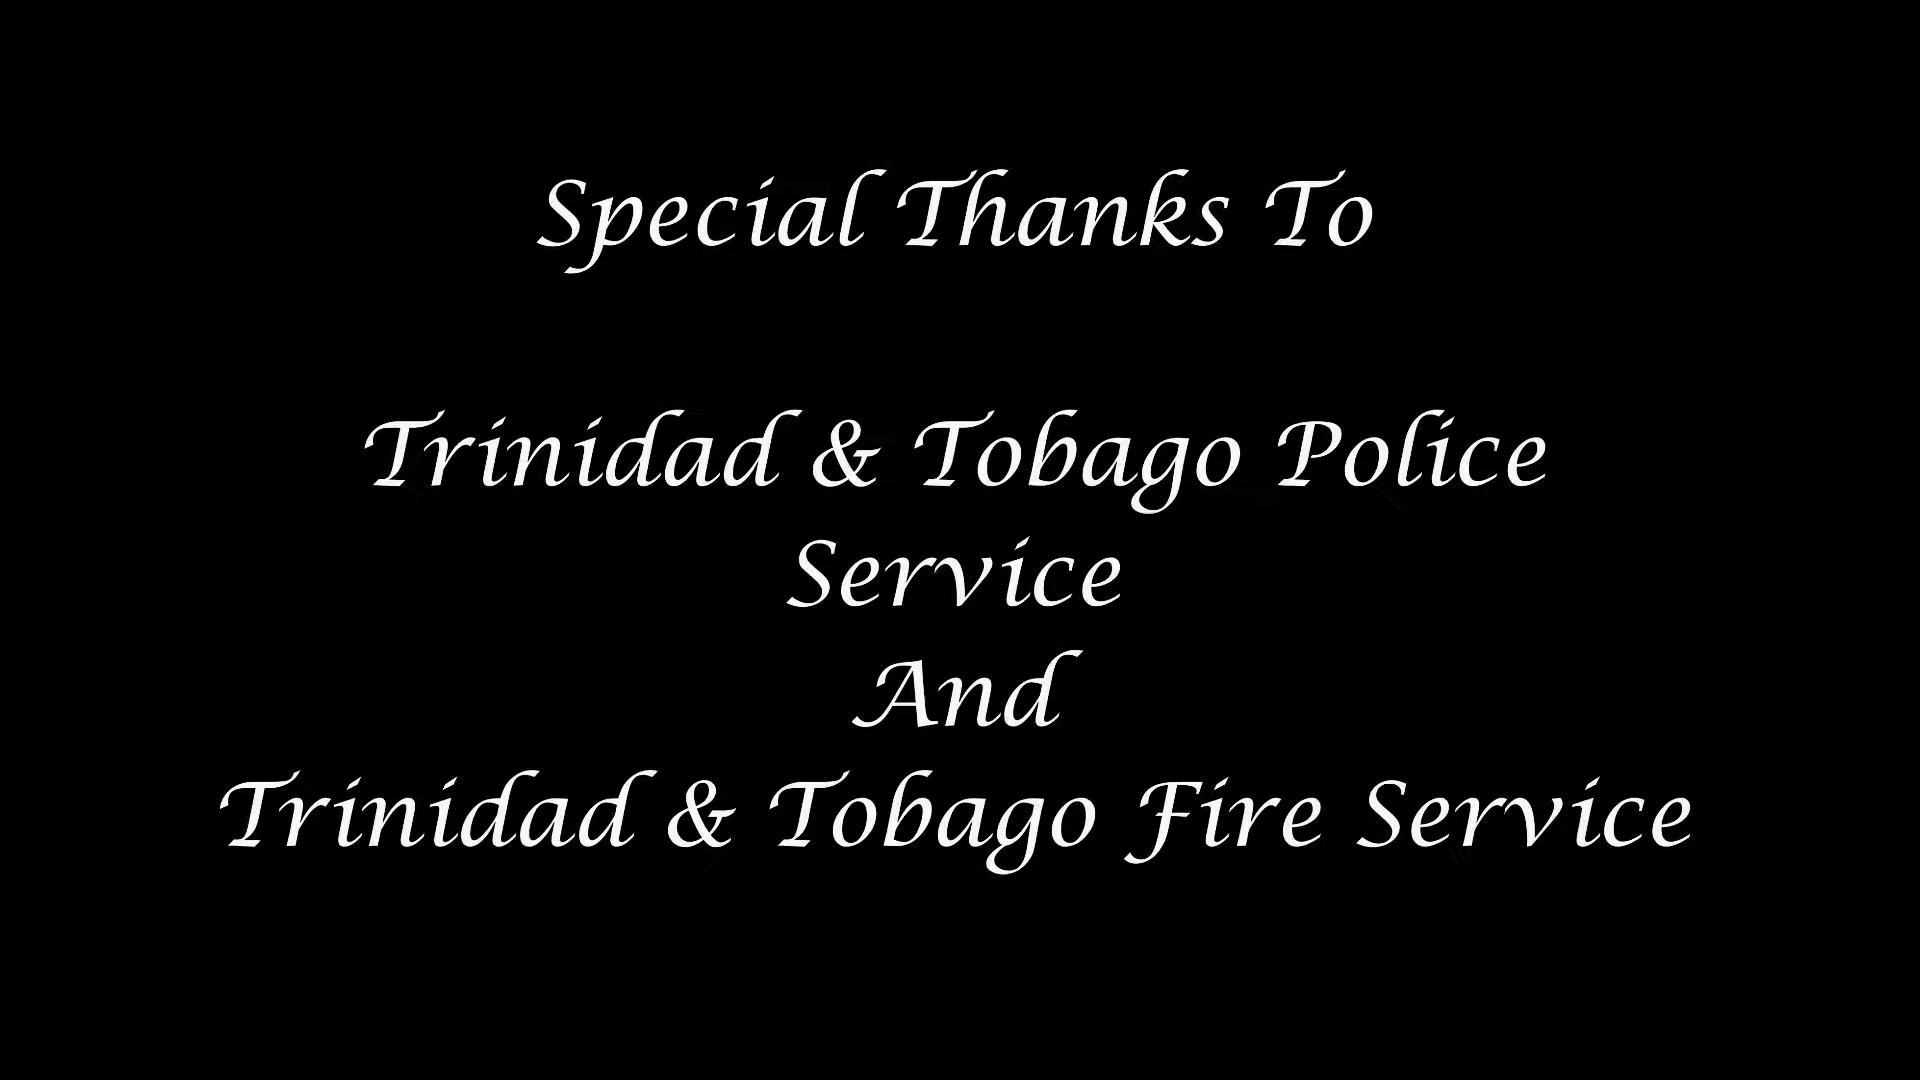 Special Thanks To
Trinidad & Tobago Police
Service
And
Trinidad & Tobago Fire Service